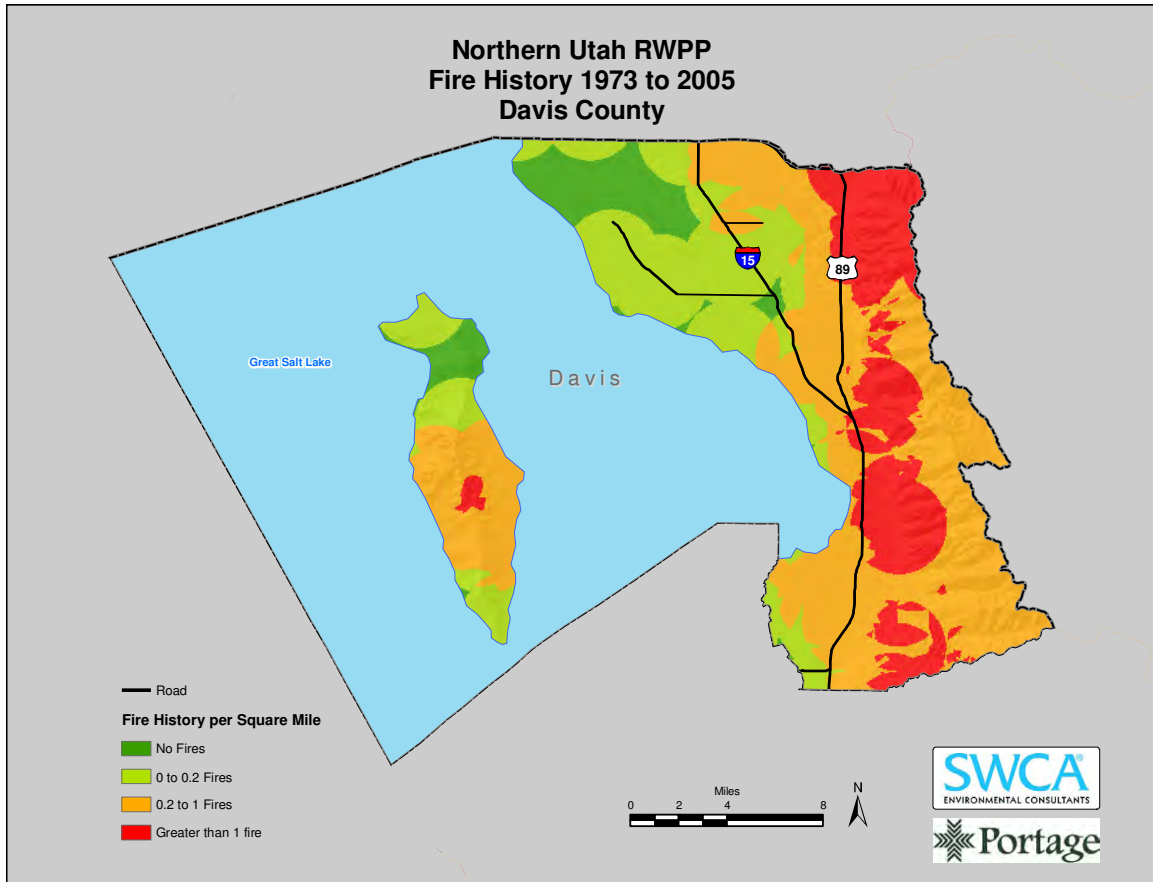 Northern Utah RWPP
Fire History 1973 to 2005
Davis County
15
89
Great Salt Lake
Davis
Road
Fire History per Square Mile
No Fires
0 to 0.2 Fires
0.2 to 1 Fires
Greater than 1 fire
Miles
0 2 4 8
N
SWCA®
ENVIRONMENTAL CONSULTANTS
Portage